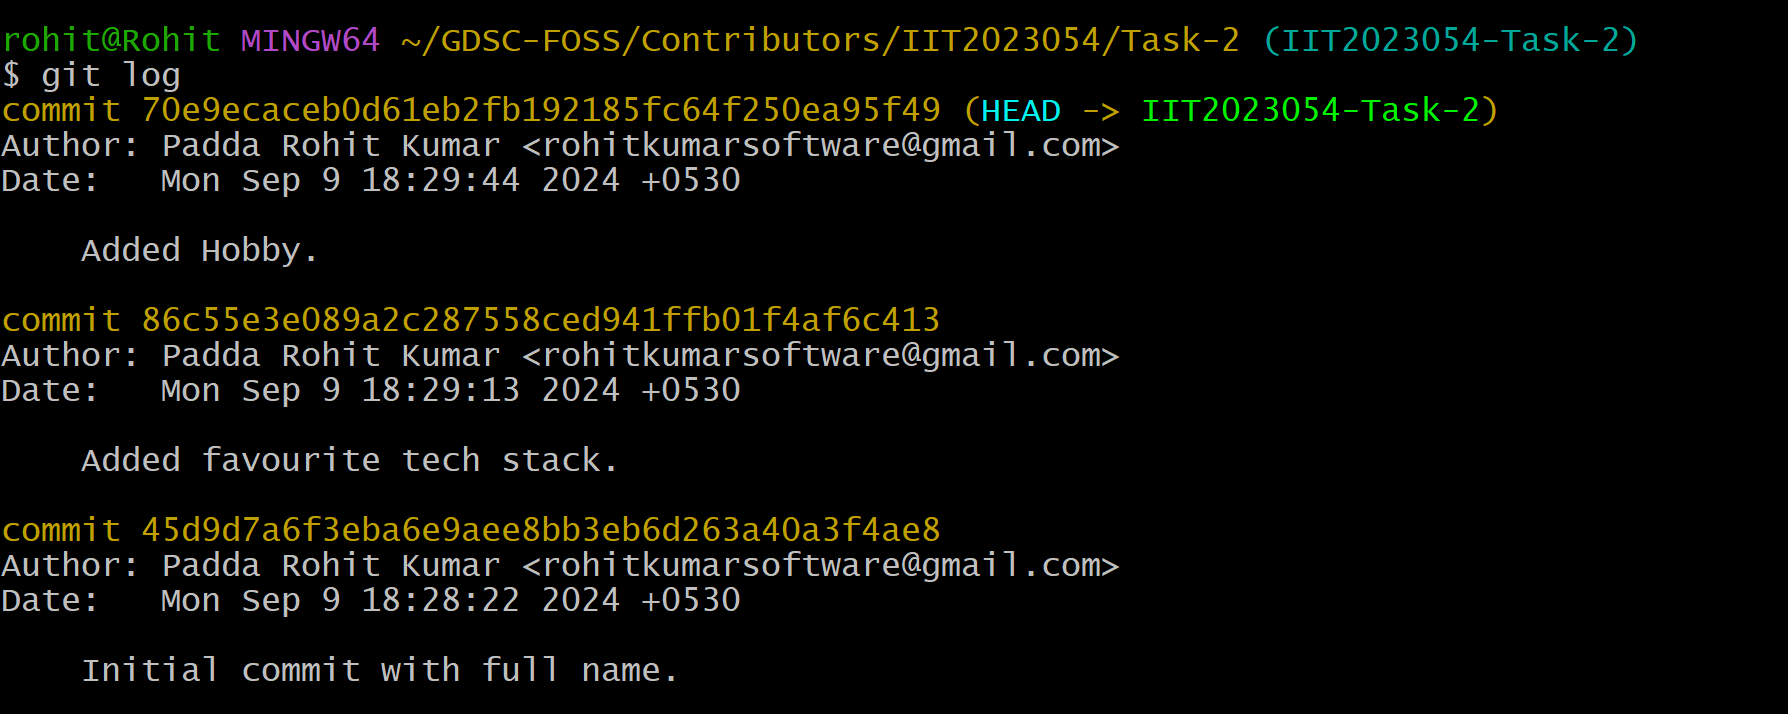 rohit@Rohit MINGW64 ~/GDSC-FOSS/Contributors/IIT2023054/Task-2 (IIT2023054-Task-2)
$ git log
commit 70e9ecaceb0d61eb2fb192185fc64f250ea95f49 (HEAD -> IIT2023054-Task-2)
Author: Padda Rohit Kumar <rohitkumarsoftware@gmail.com>
Date:   Mon Sep 9 18:29:44 2024 +0530
    Added Hobby.
commit 86c55e3e089a2c287558ced941ffb01f4af6c413
Author: Padda Rohit Kumar <rohitkumarsoftware@gmail.com>
Date:   Mon Sep 9 18:29:13 2024 +0530
    Added favourite tech stack.
commit 45d9d7a6f3eba6e9aee8bb3eb6d263a40a3f4ae8
Author: Padda Rohit Kumar <rohitkumarsoftware@gmail.com>
Date:   Mon Sep 9 18:28:22 2024 +0530
    Initial commit with full name.